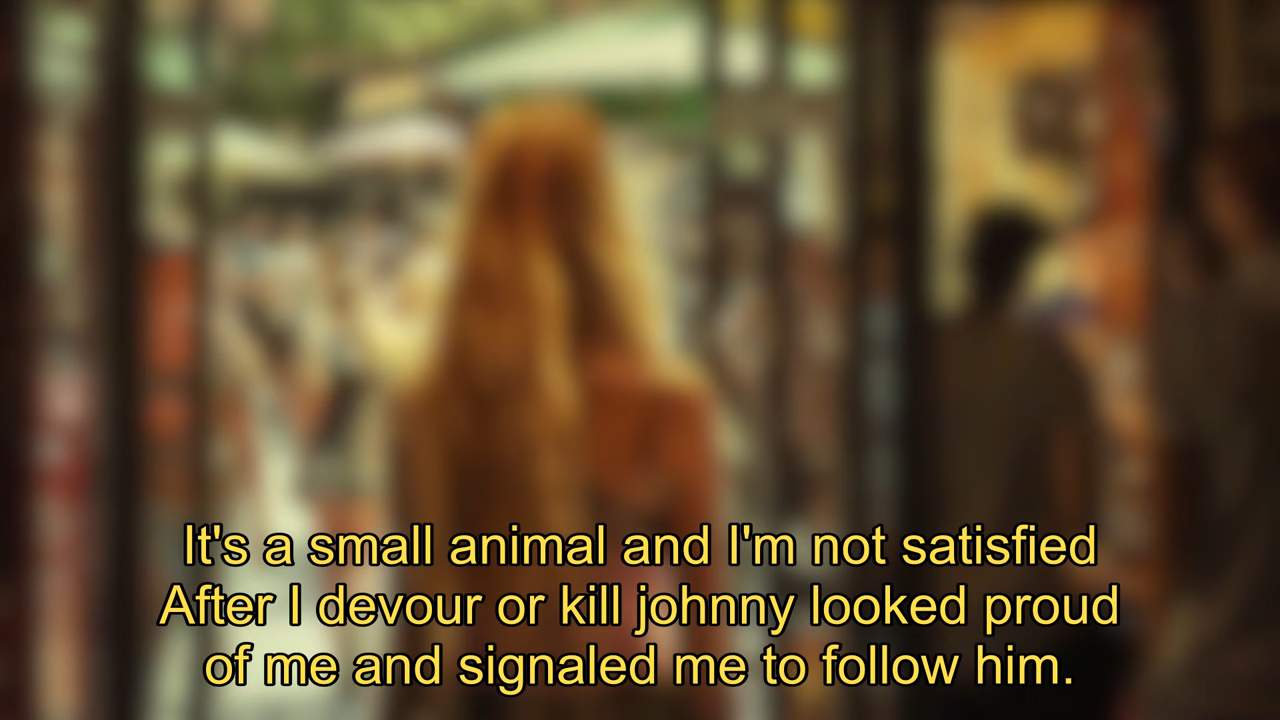 It's a small animal and I'm not satisfied
After I devour or kill johnny looked proud
of me and signaled me to follow him.